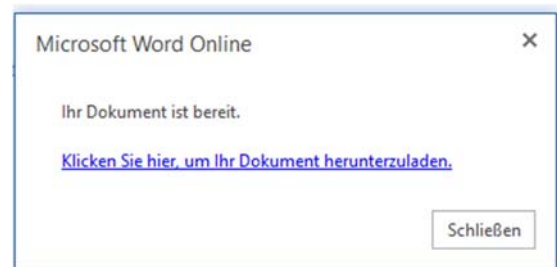 Microsoft Word Online
Ihr Dokument ist bereit.
Klicken Sie hier, um Ihr Dokument herunterzuladen.
Schließen